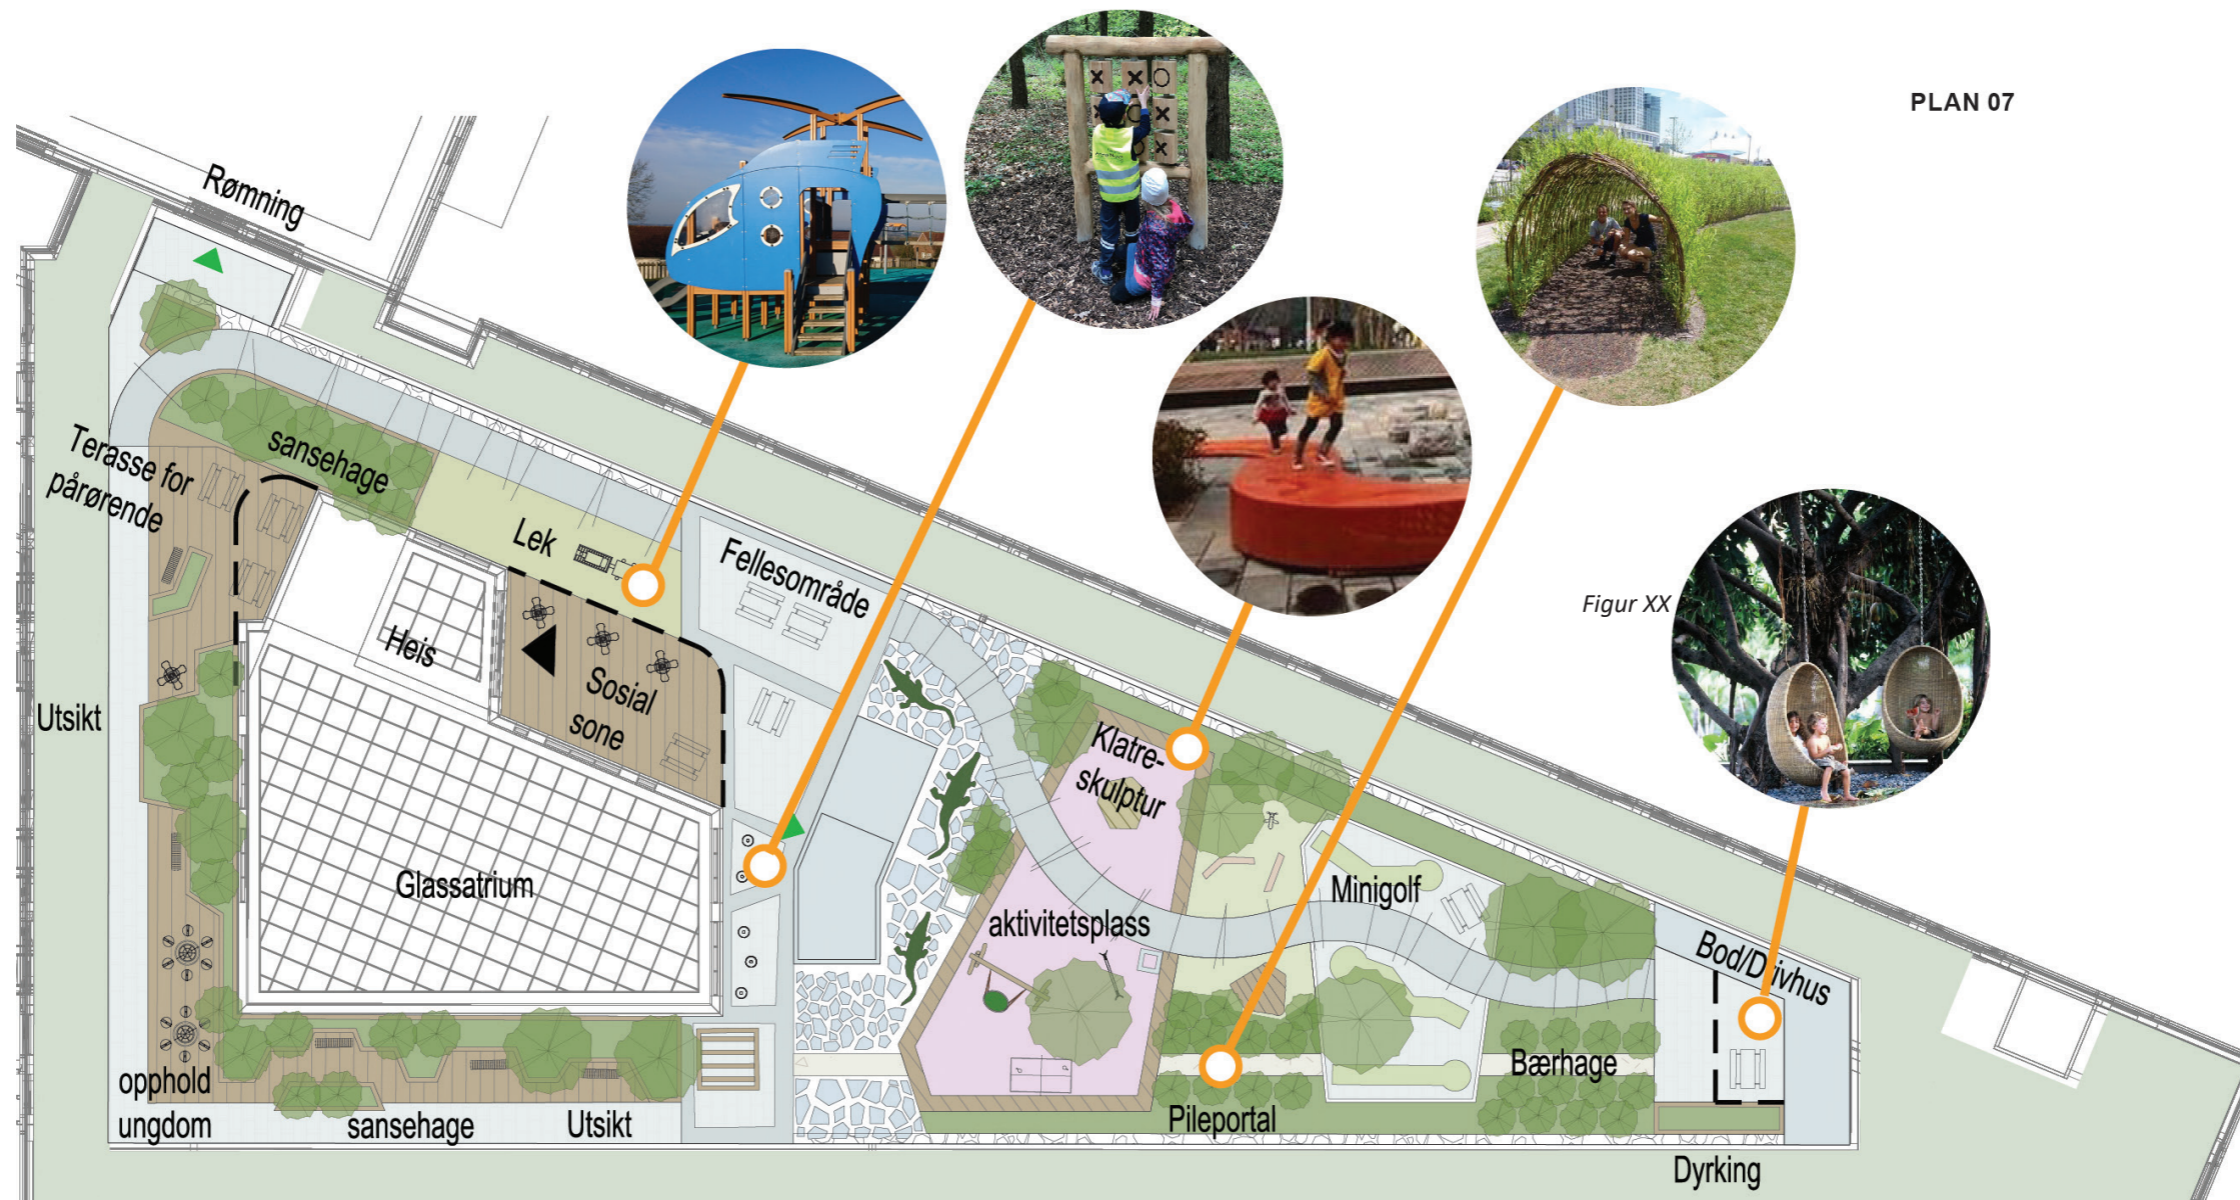 PLAN 07
Rømning
Terasse for
pårørende
sansehage
Lek
Fellesområde
Figur XX
Heis
Sosial
sone
Utsikt
Klatre-
skulptur
Glassatrium
aktivitetsplass
Minigolf
Bod/Drivhus
opphold
ungdom
sansehage
Utsikt
Pileportal
Bærhage
Dyrking